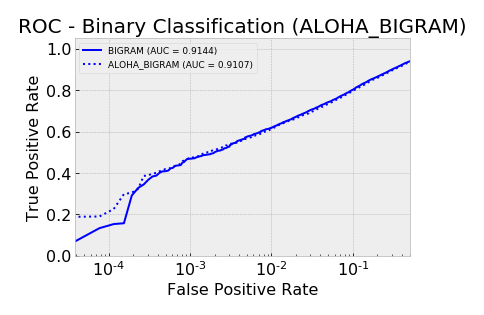 ROC - Binary Classification (ALOHA_BIGRAM)
BIGRAM (AUC = 0.9144)
ALOHA_BIGRAM (AUC = 0.9107)
True Positive Rate
1.0
0.8
0.6
0.4
0.2
0.0
10⁻⁴ 10⁻³ 10⁻² 10⁻¹
False Positive Rate